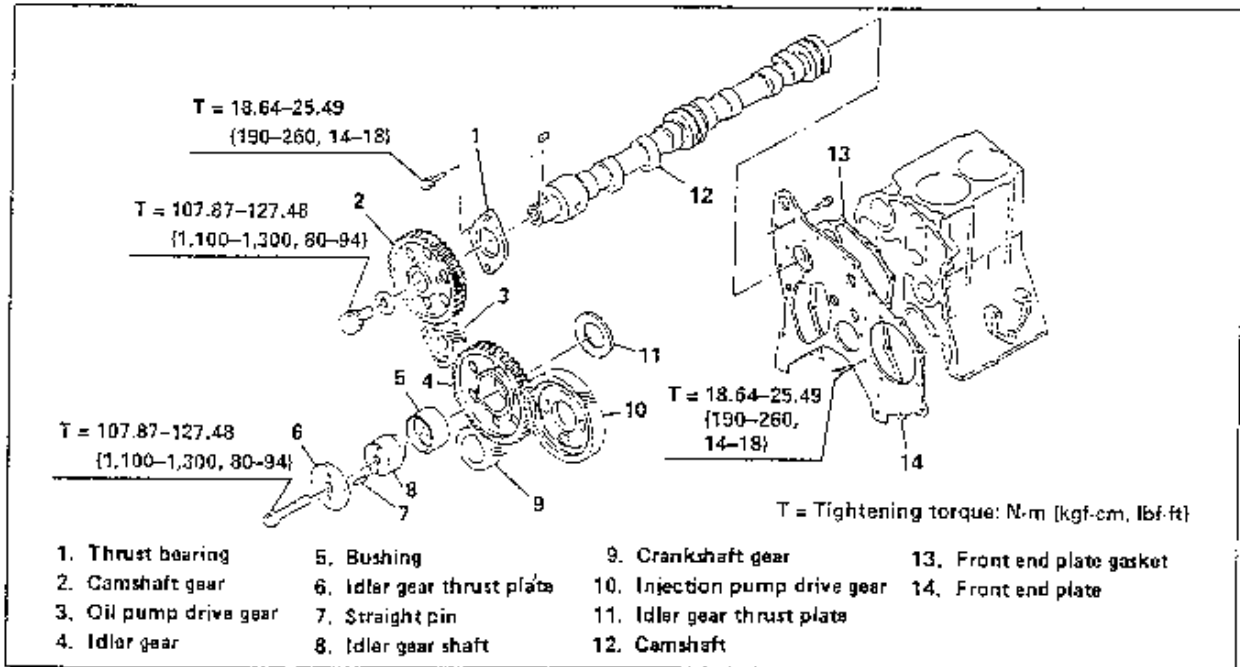 T = 18.64–25.49
{190–260, 14–18}
1
13
12
T = 107.87–127.48
{1,100–1,300, 80–94}
2
3
11
5
4
10
T = 18.64–25.49
{190–260,
14–18}
T = 107.87–127.48
{1,100–1,300, 80–94}
6
8
7
9
14
T = Tightening torque: N·m {kgf-cm, lbf-ft}
1. Thrust bearing
2. Camshaft gear
3. Oil pump drive gear
4. Idler gear
5. Bushing
6. Idler gear thrust plate
7. Straight pin
8. Idler gear shaft
9. Crankshaft gear
10. Injection pump drive gear
11. Idler gear thrust plate
12. Camshaft
13. Front end plate gasket
14. Front end plate